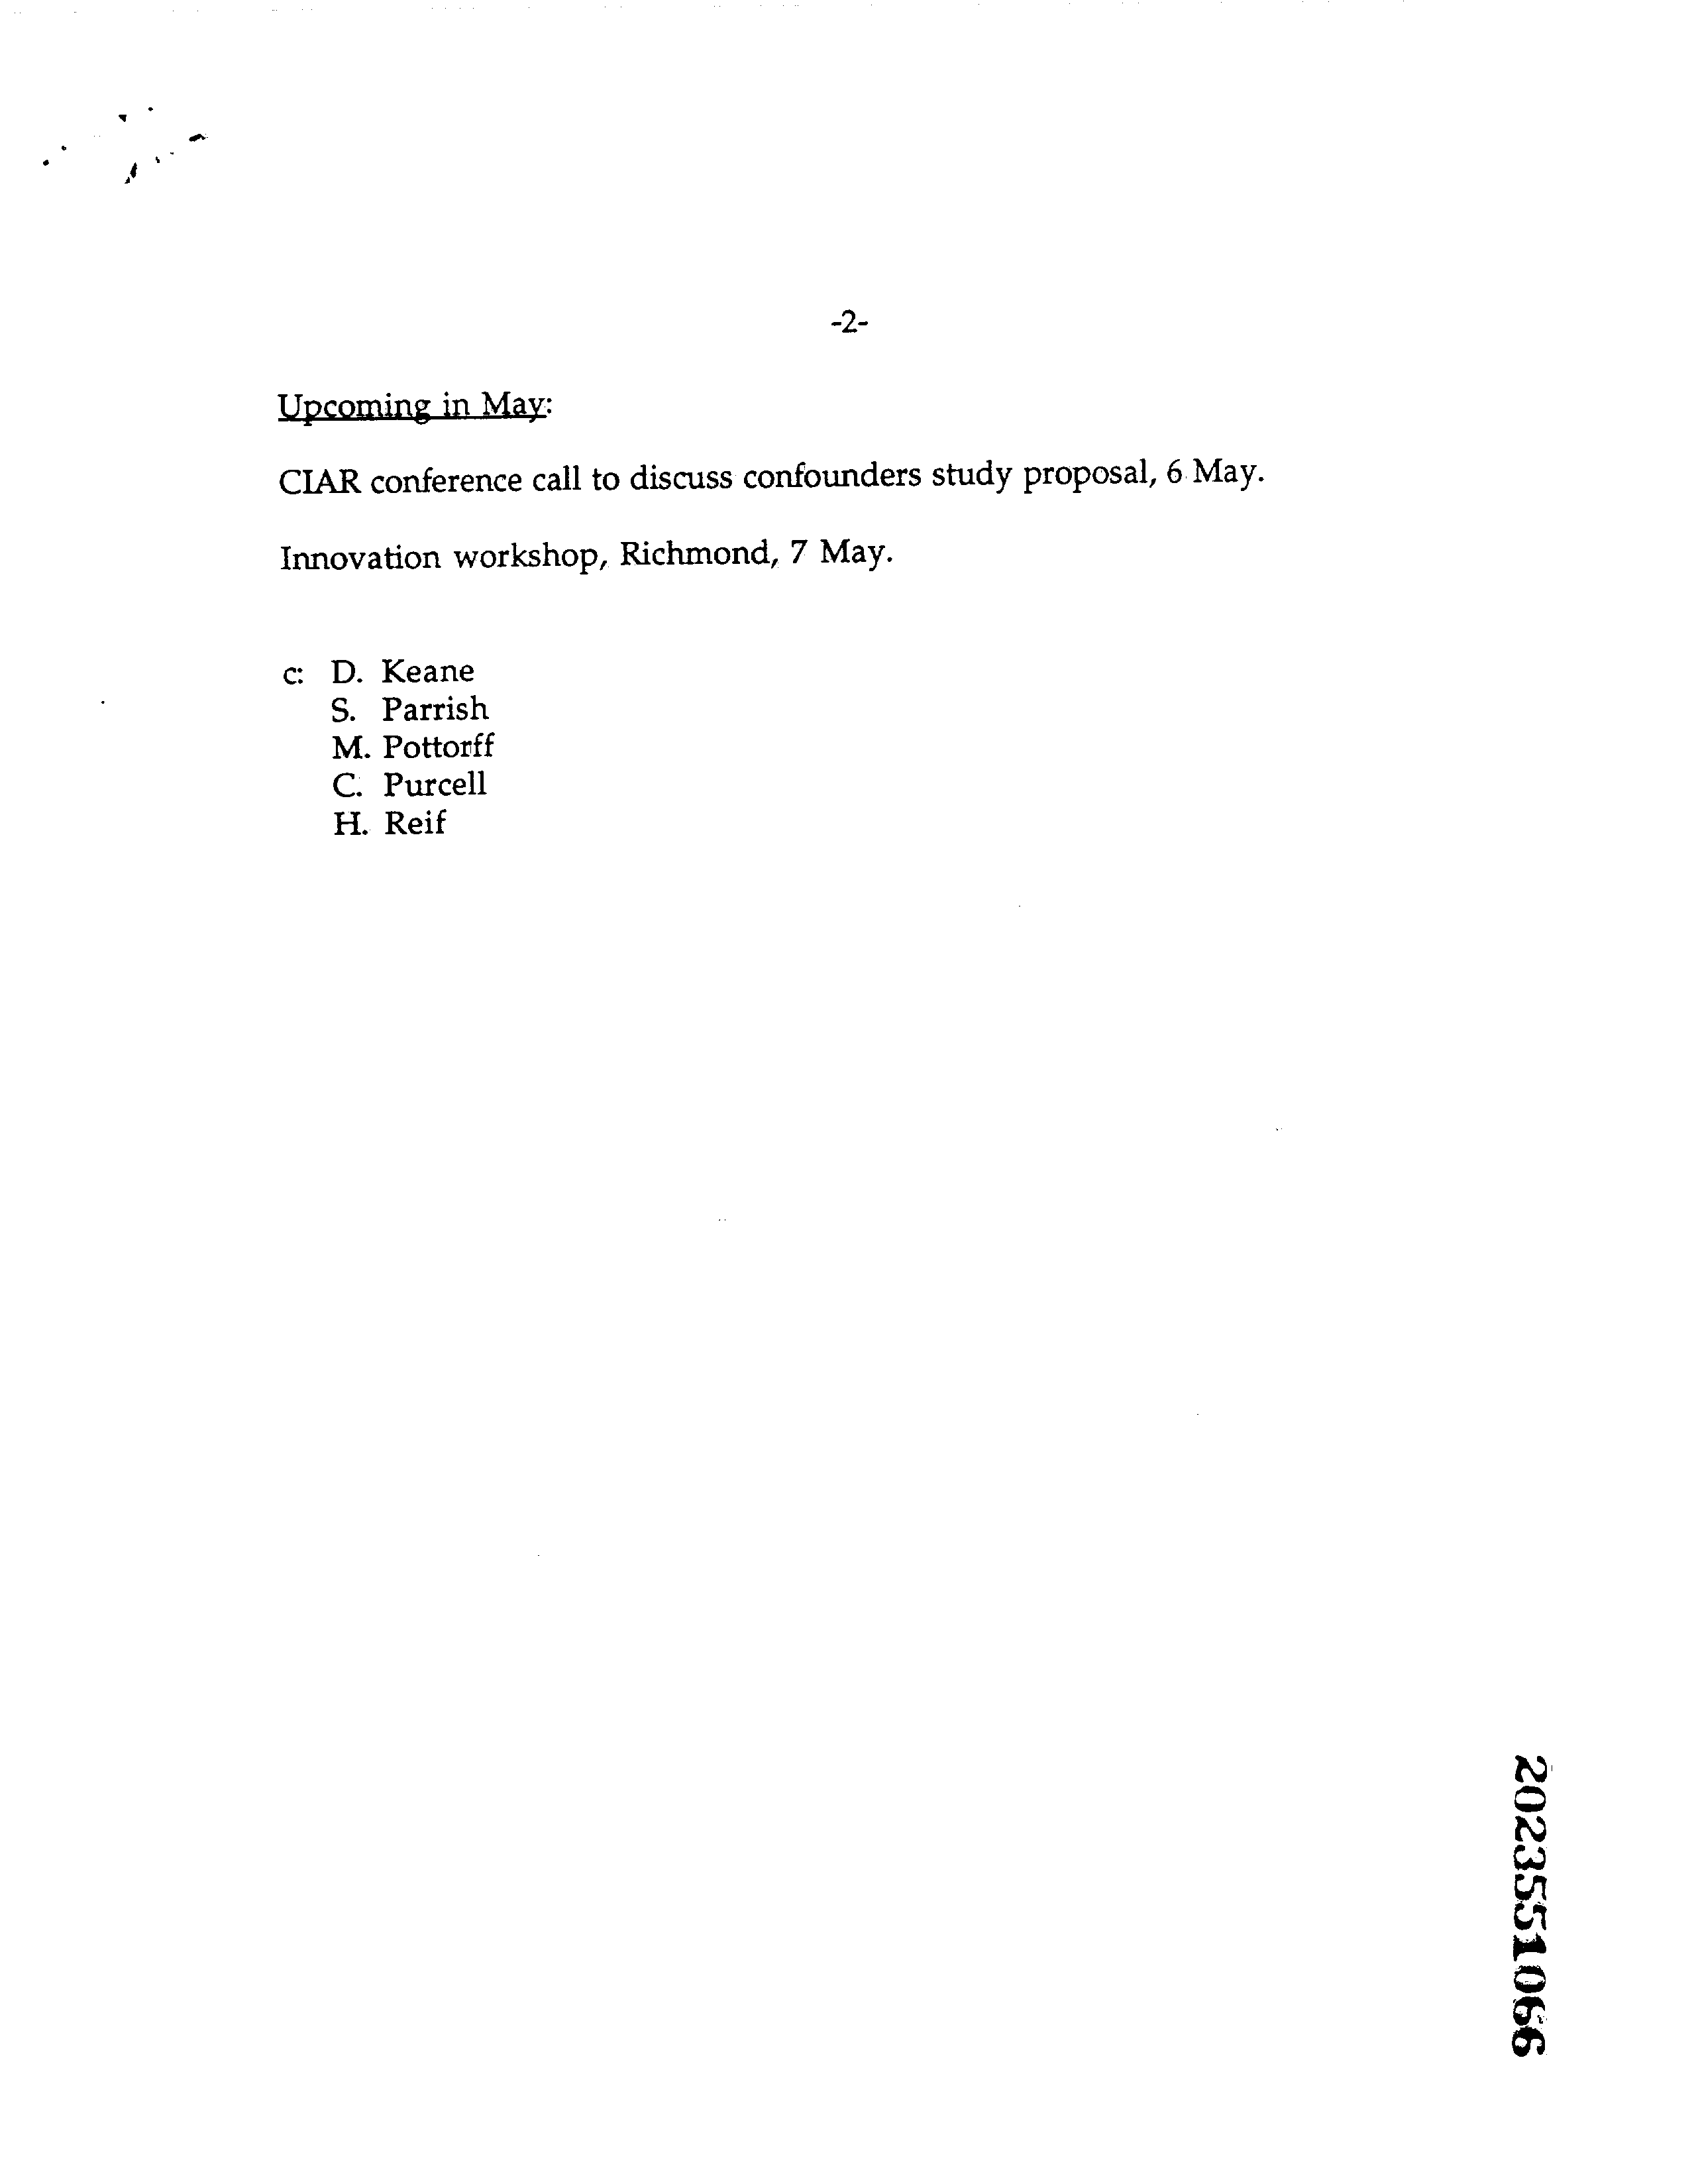 -2-
Upcoming in May:
CIAR conference call to discuss confounders study proposal, 6 May.
Innovation workshop, Richmond, 7 May.
c: D. Keane
S. Parrish
M. Pottorff
C. Purcell
H. Reif
2023551066